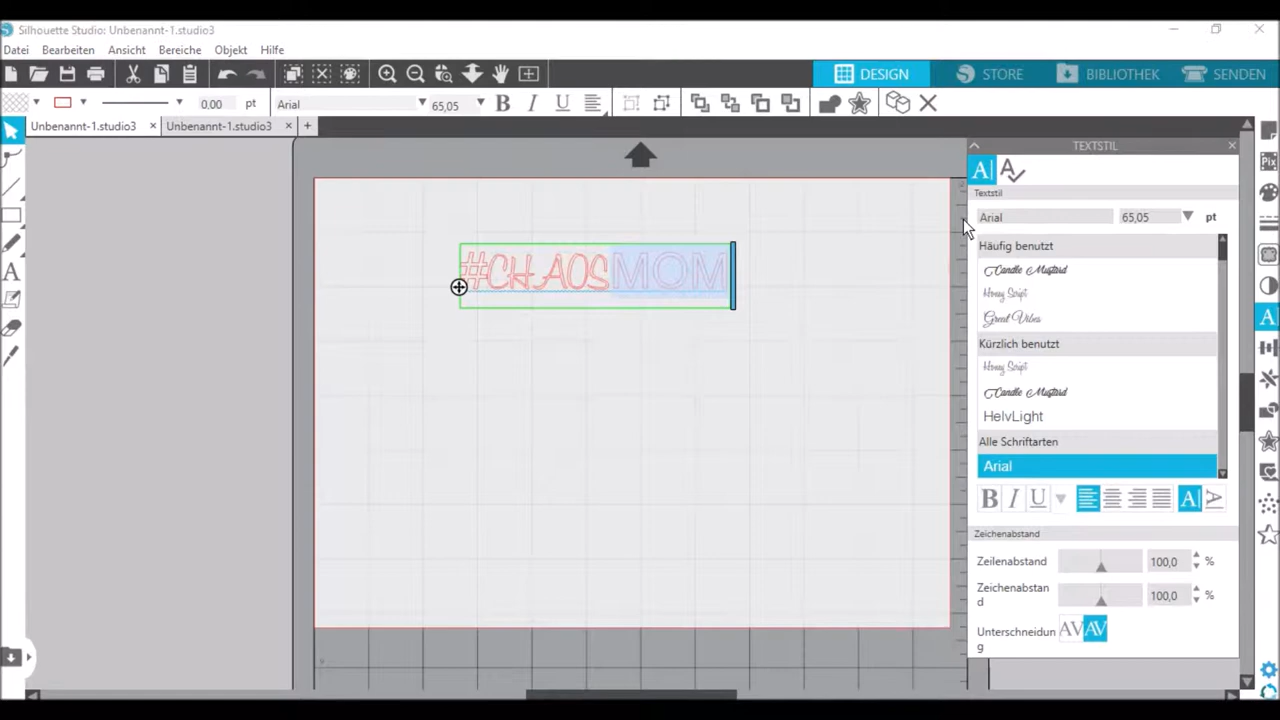 Silhouette Studio: Unbenannt-1.studio3
Datei Bearbeiten Ansicht Bereiche Objekt Hilfe
DESIGN STORE BIBLIOTHEK SENDEN
0.00 pt Arial 65,05 B I U
Unbenannt-1.studio3 × Unbenannt-1.studio3 × +
TEXTSTIL
Textstil
Arial 65,05 pt
#CHAOSMOM
Häufig benutzt
Candle Mustard
Honey Script
Great Vibes
Kürzlich benutzt
Honey Script
Candle Mustard
HelvLight
Alle Schriftarten
Arial
B I U A A
Zeichenabstand
Zeilenabstand 100,0 %
Zeichenabstan
d 100,0 %
Unterschneidun
g AV AV
Pix
A